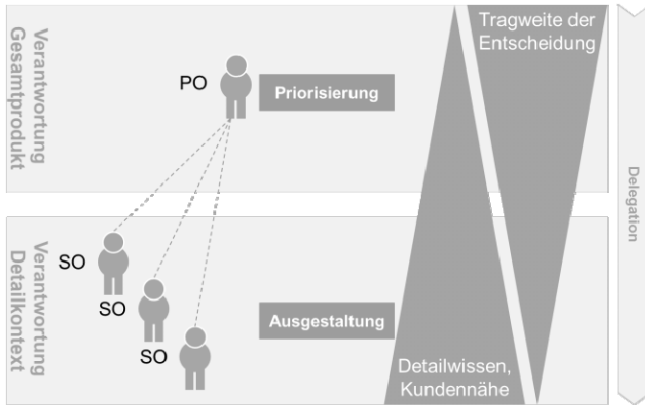 Verantwortung
Gesamtprodukt
PO
Priorisierung
Tragweite der
Entscheidung
Delegation
Verantwortung
Detailkontext
SO
SO
SO
Ausgestaltung
Detailwissen,
Kundennähe